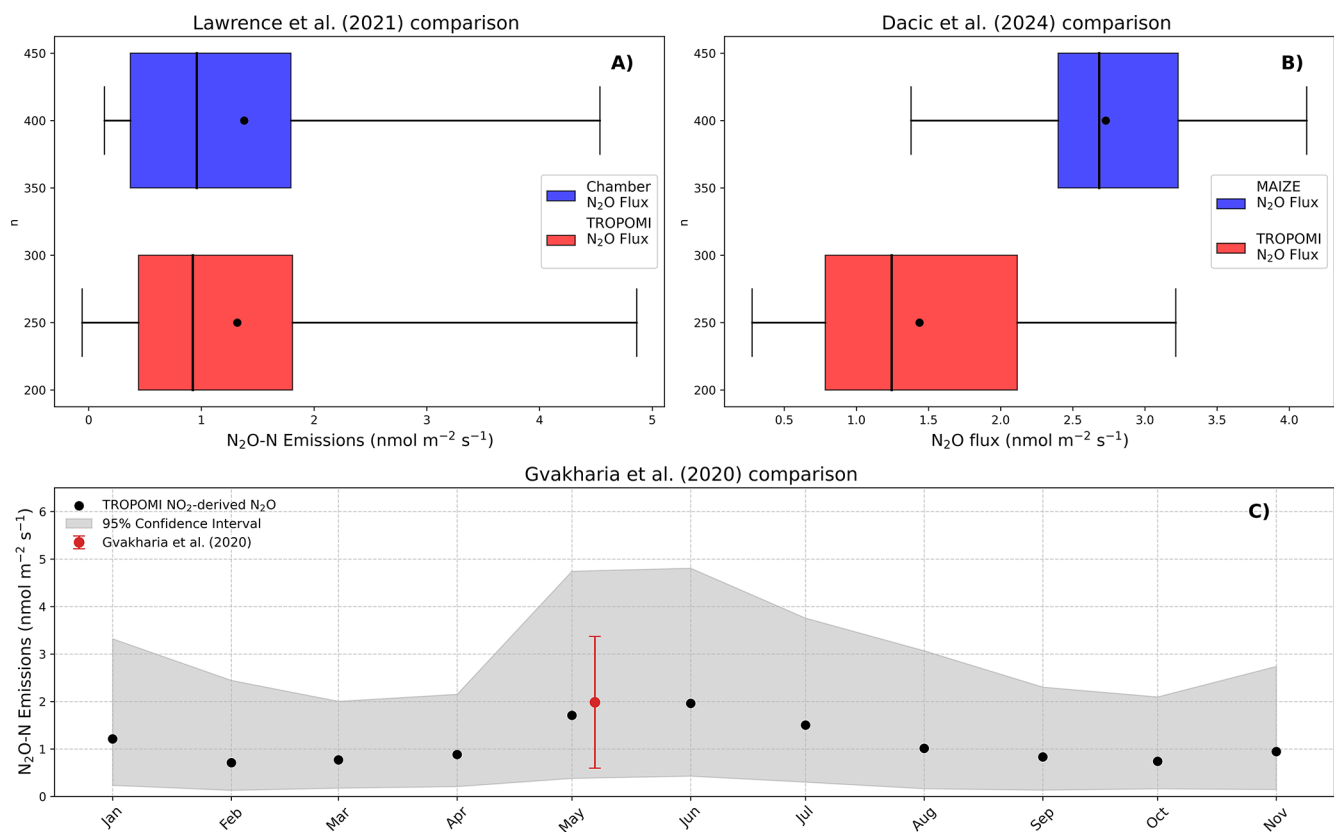 Lawrence et al. (2021) comparison
A)
450
400
350
300
250
200
n
Chamber
N₂O Flux
TROPOMI
N₂O Flux
0 1 2 3 4 5
N₂O-N Emissions (nmol m⁻² s⁻¹)
Dacic et al. (2024) comparison
B)
450
400
350
300
250
200
n
MAIZE
N₂O Flux
TROPOMI
N₂O Flux
0.5 1.0 1.5 2.0 2.5 3.0 3.5 4.0
N₂O flux (nmol m⁻² s⁻¹)
Gvakharia et al. (2020) comparison
C)
TROPOMI NO₂-derived N₂O
95% Confidence Interval
Gvakharia et al. (2020)
N₂O-N Emissions (nmol m⁻² s⁻¹)
6
5
4
3
2
1
0
Jan Feb Mar Apr May Jun Jul Aug Sep Oct Nov